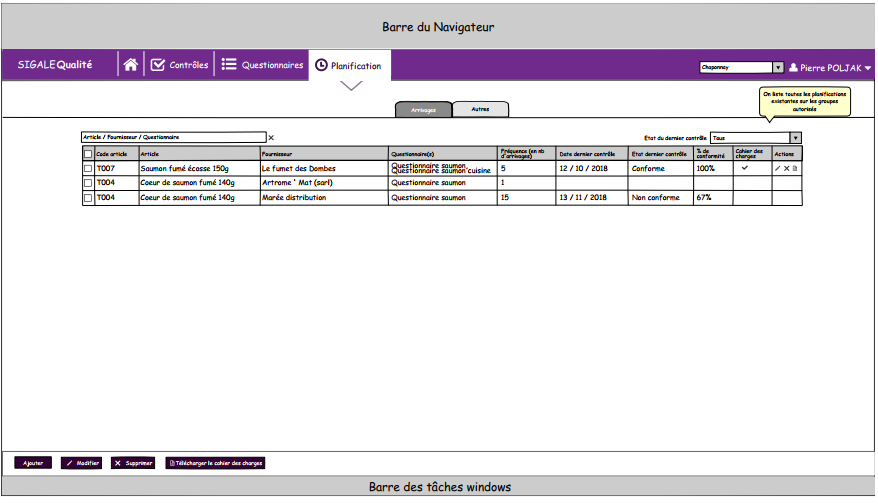 Barre du Navigateur
SIGALE Qualité Contrôles Questionnaires Planification Chaponnay Pierre POLJAK
On liste toutes les planifications
existantes sur les groupes
autorisés
Arrivages Autres
Article / Fournisseur / Questionnaire Etat du dernier contrôle Tous
Code article Article Fournisseur Questionnaire(s) Fréquence (en nb d'arrivages) Date dernier contrôle Etat dernier contrôle % de conformité Cahier des charges Actions
T007 Saumon fumé écosse 150g Le fumet des Dombes Questionnaire saumon, Questionnaire saumon cuisine 5 12 / 10 / 2018 Conforme 100%
T004 Coeur de saumon fumé 140g Artrome ' Mat (sarl) Questionnaire saumon 1
T004 Coeur de saumon fumé 140g Marée distribution Questionnaire saumon 15 13 / 11 / 2018 Non conforme 67%
Ajouter Modifier Supprimer Télécharger le cahier des charges
Barre des tâches windows